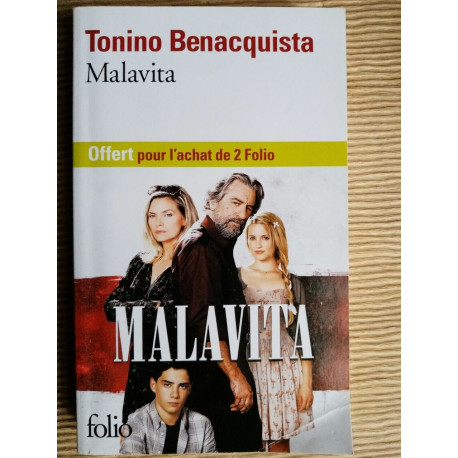 Tonino Benacquista
Malavita
Offert pour l'achat de 2 Folio
MALAVITA
folio